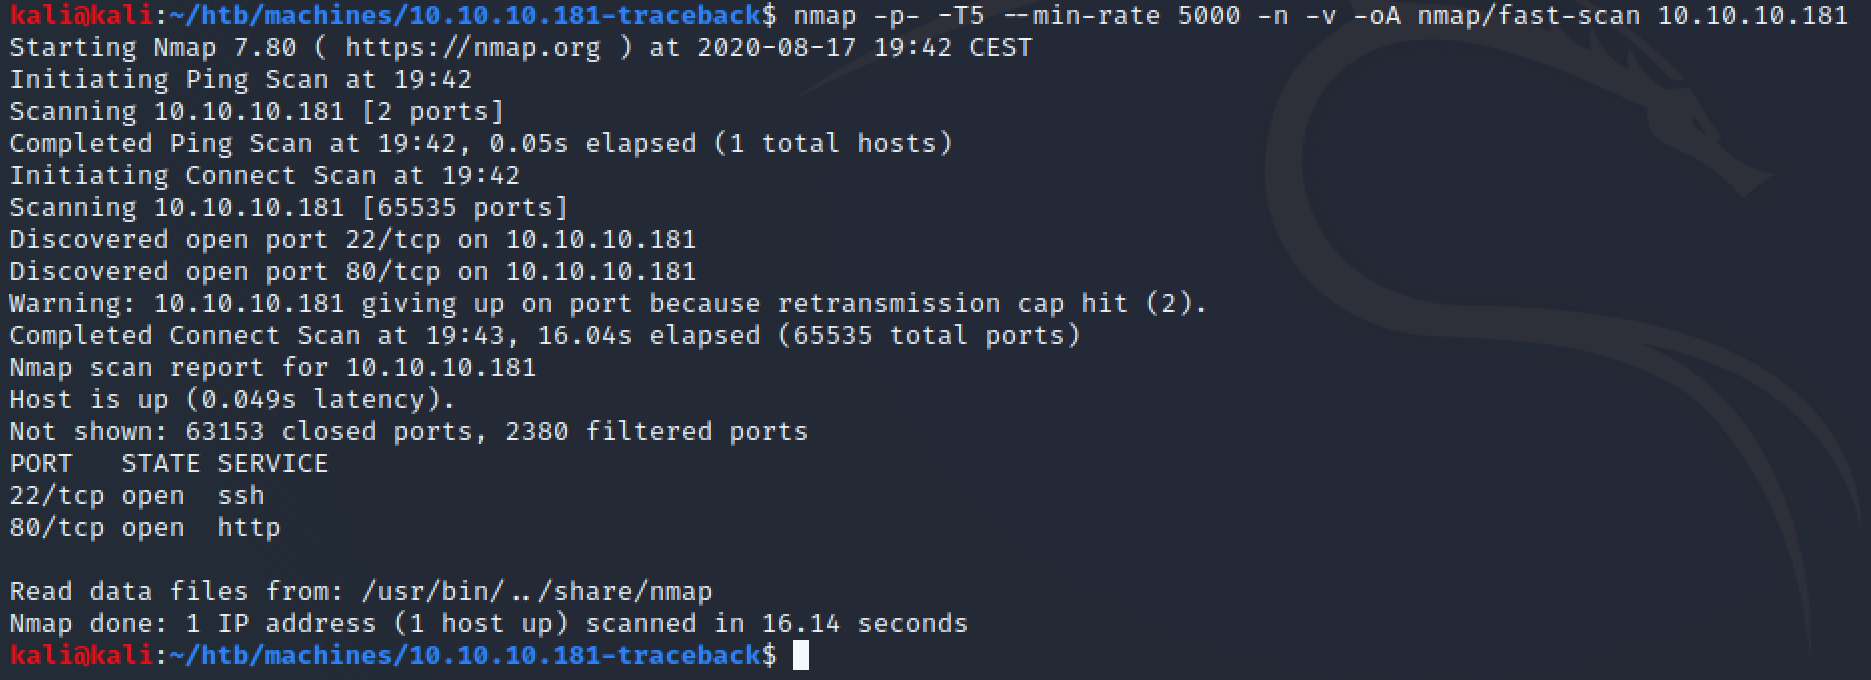 kali@kali:~/htb/machines/10.10.10.181-traceback$ nmap -p- -T5 --min-rate 5000 -n -v -oA nmap/fast-scan 10.10.10.181
Starting Nmap 7.80 ( https://nmap.org ) at 2020-08-17 19:42 CEST
Initiating Ping Scan at 19:42
Scanning 10.10.10.181 [2 ports]
Completed Ping Scan at 19:42, 0.05s elapsed (1 total hosts)
Initiating Connect Scan at 19:42
Scanning 10.10.10.181 [65535 ports]
Discovered open port 22/tcp on 10.10.10.181
Discovered open port 80/tcp on 10.10.10.181
Warning: 10.10.10.181 giving up on port because retransmission cap hit (2).
Completed Connect Scan at 19:43, 16.04s elapsed (65535 total ports)
Nmap scan report for 10.10.10.181
Host is up (0.049s latency).
Not shown: 63153 closed ports, 2380 filtered ports
PORT   STATE SERVICE
22/tcp open  ssh
80/tcp open  http
Read data files from: /usr/bin/../share/nmap
Nmap done: 1 IP address (1 host up) scanned in 16.14 seconds
kali@kali:~/htb/machines/10.10.10.181-traceback$